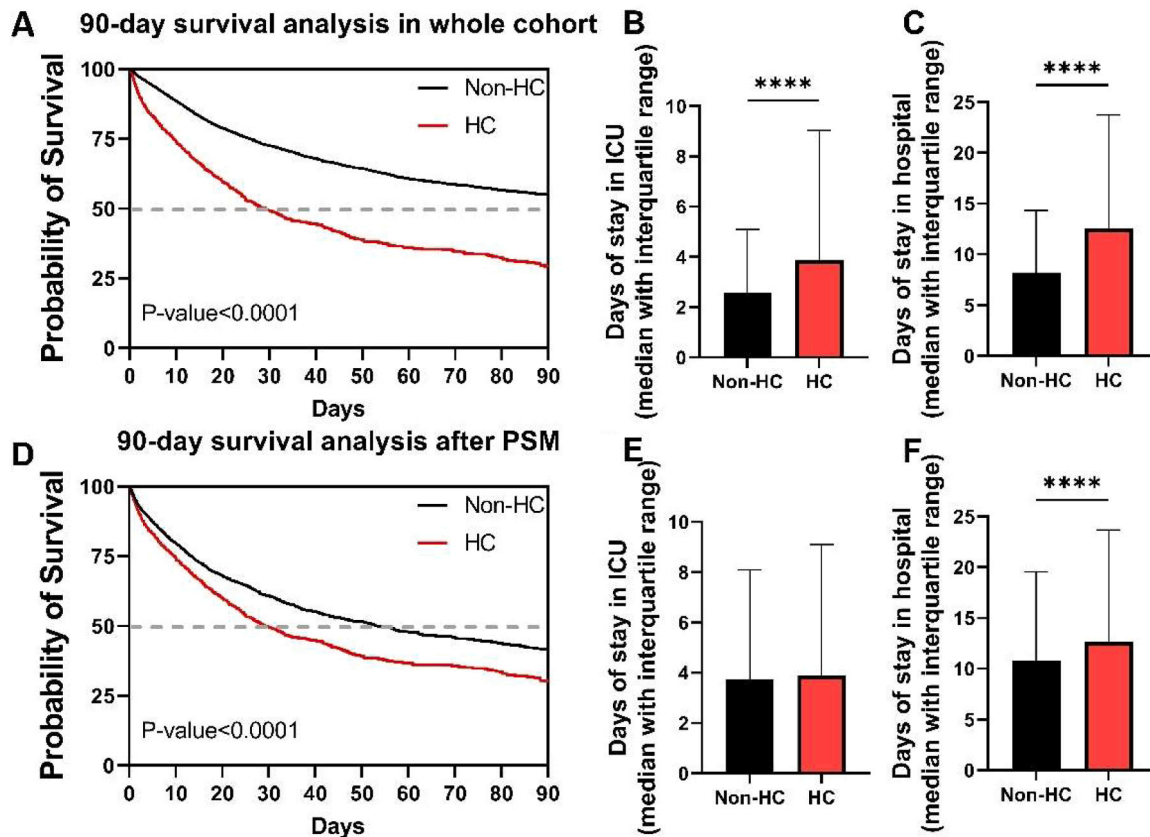 A
90-day survival analysis in whole cohort
Probability of Survival
100
75
50
25
0
Non-HC
HC
P-value<0.0001
0 10 20 30 40 50 60 70 80 90
Days
B
Days of stay in ICU
(median with interquartile range)
10
8
6
4
2
0
****
Non-HC HC
C
Days of stay in hospital
(median with interquartile range)
25
20
15
10
5
0
****
Non-HC HC
D
90-day survival analysis after PSM
Probability of Survival
100
75
50
25
0
Non-HC
HC
P-value<0.0001
0 10 20 30 40 50 60 70 80 90
Days
E
Days of stay in ICU
(median with interquartile range)
10
8
6
4
2
0
Non-HC HC
F
Days of stay in hospital
(median with interquartile range)
25
20
15
10
5
0
****
Non-HC HC